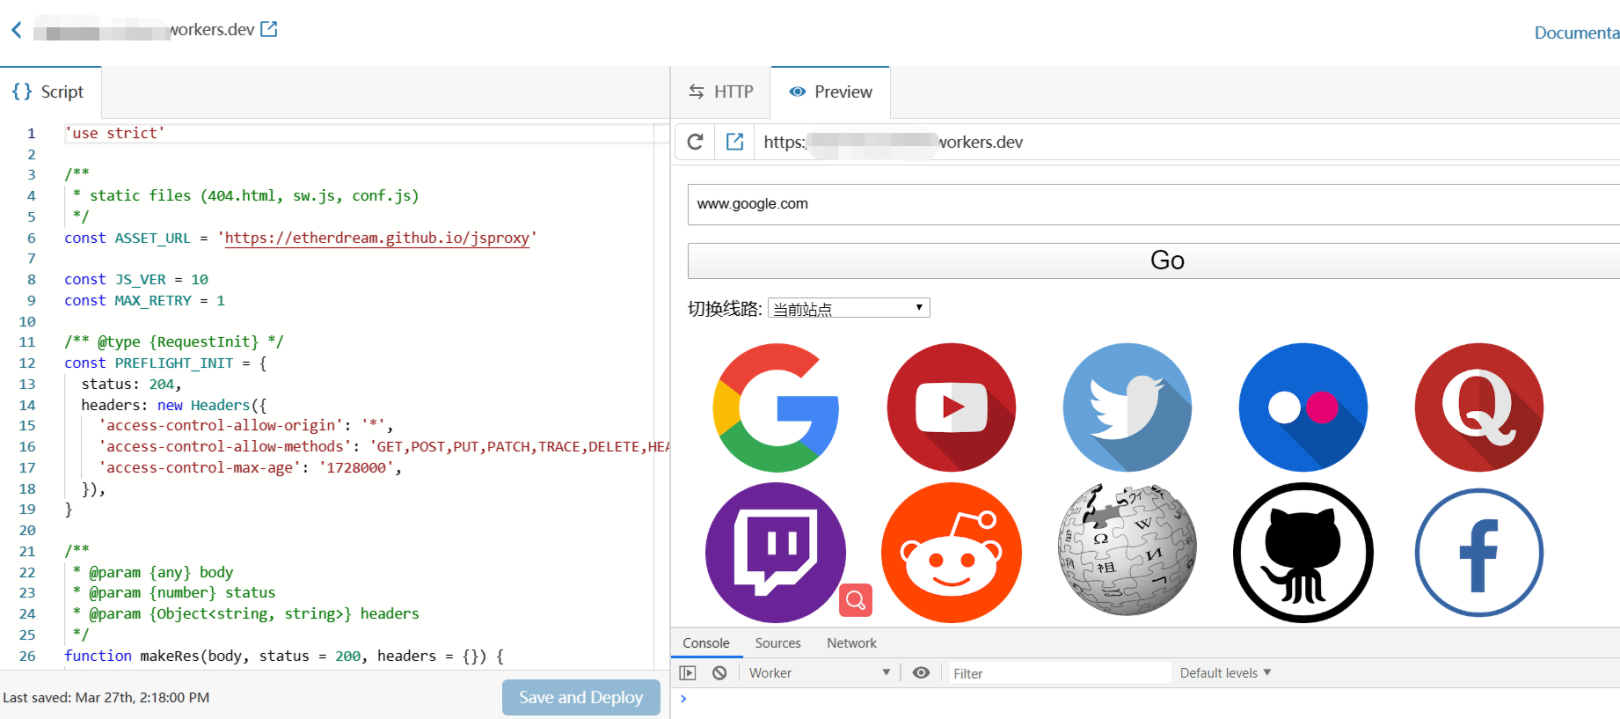 workers.dev
Documenta
{ } Script
HTTP
Preview
1 'use strict'
2
3 /**
4 * static files (404.html, sw.js, conf.js)
5 */
6 const ASSET_URL = 'https://etherdream.github.io/jsproxy'
7
8 const JS_VER = 10
9 const MAX_RETRY = 1
10
11 /** @type {RequestInit} */
12 const PREFLIGHT_INIT = {
13 status: 204,
14 headers: new Headers({
15 'access-control-allow-origin': '*',
16 'access-control-allow-methods': 'GET,POST,PUT,PATCH,TRACE,DELETE,HEA
17 'access-control-max-age': '1728000',
18 }),
19 }
20
21 /**
22 * @param {any} body
23 * @param {number} status
24 * @param {Object<string, string>} headers
25 */
26 function makeRes(body, status = 200, headers = {}) {
Last saved: Mar 27th, 2:18:00 PM
Save and Deploy
https:
workers.dev
www.google.com
Go
切换线路: 当前站点
Console Sources Network
Worker
Filter
Default levels